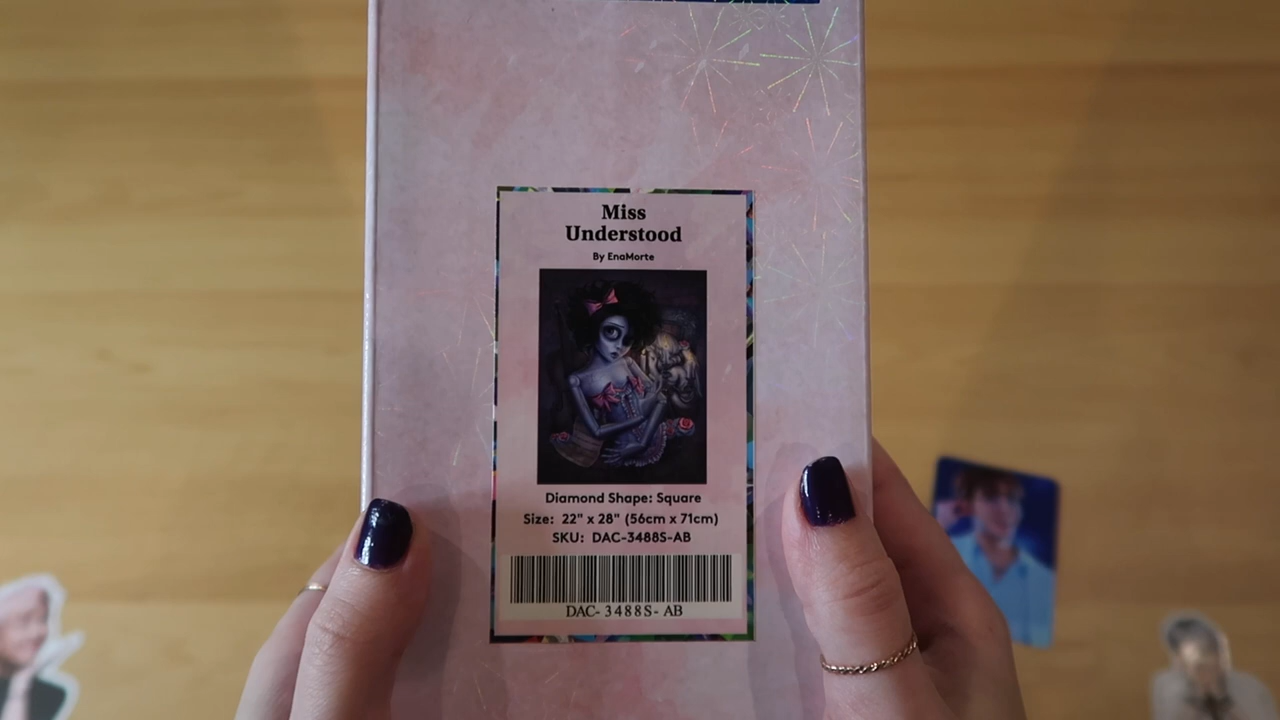 Miss
Understood
By EnaMorte
Diamond Shape: Square
Size: 22" x 28" (56cm x 71cm)
SKU: DAC-3488S-AB
DAC- 3488S- AB